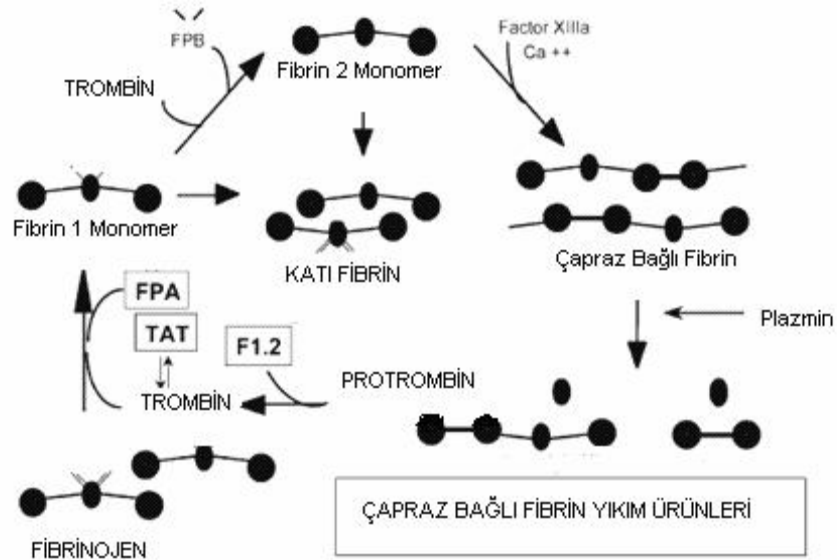 FPB
Fibrin 2 Monomer
Factor XIIIa
Ca ++
TROMBİN
Fibrin 1 Monomer
KATI FİBRİN
Çapraz Bağlı Fibrin
FPA
TAT
F1.2
Plazmin
PROTROMBİN
TROMBİN
FİBRİNOJEN
ÇAPRAZ BAĞLI FİBRİN YIKIM ÜRÜNLERİ